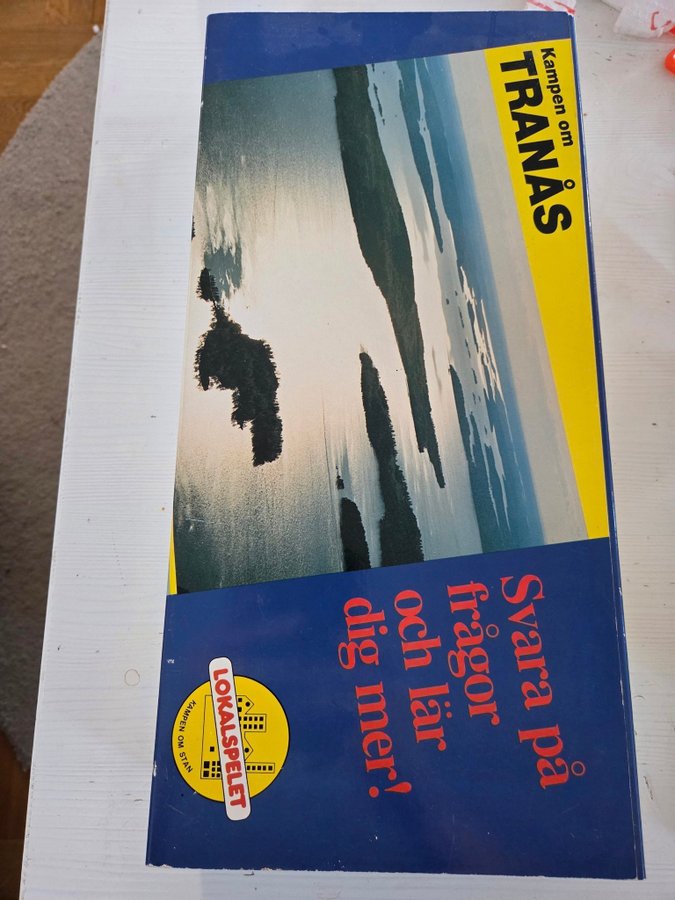 Kampen om
TRANÅS
Svara på
frågor
och lär
dig mer!
LOKALSPELET
KAMPEN OM STAN